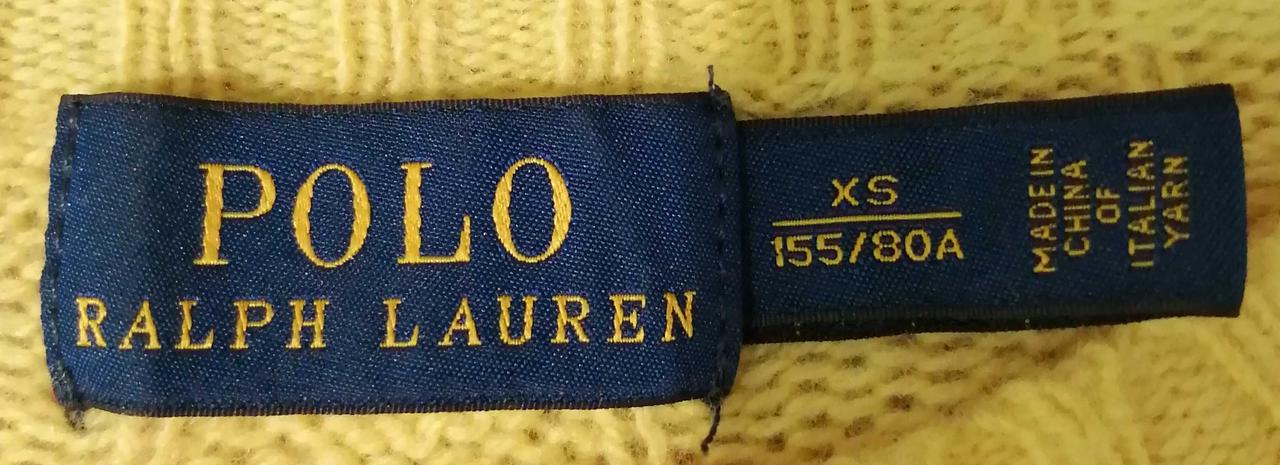 POLO
RALPH LAUREN
XS
155/80A
MADE IN
CHINA
OF
ITALIAN
YARN